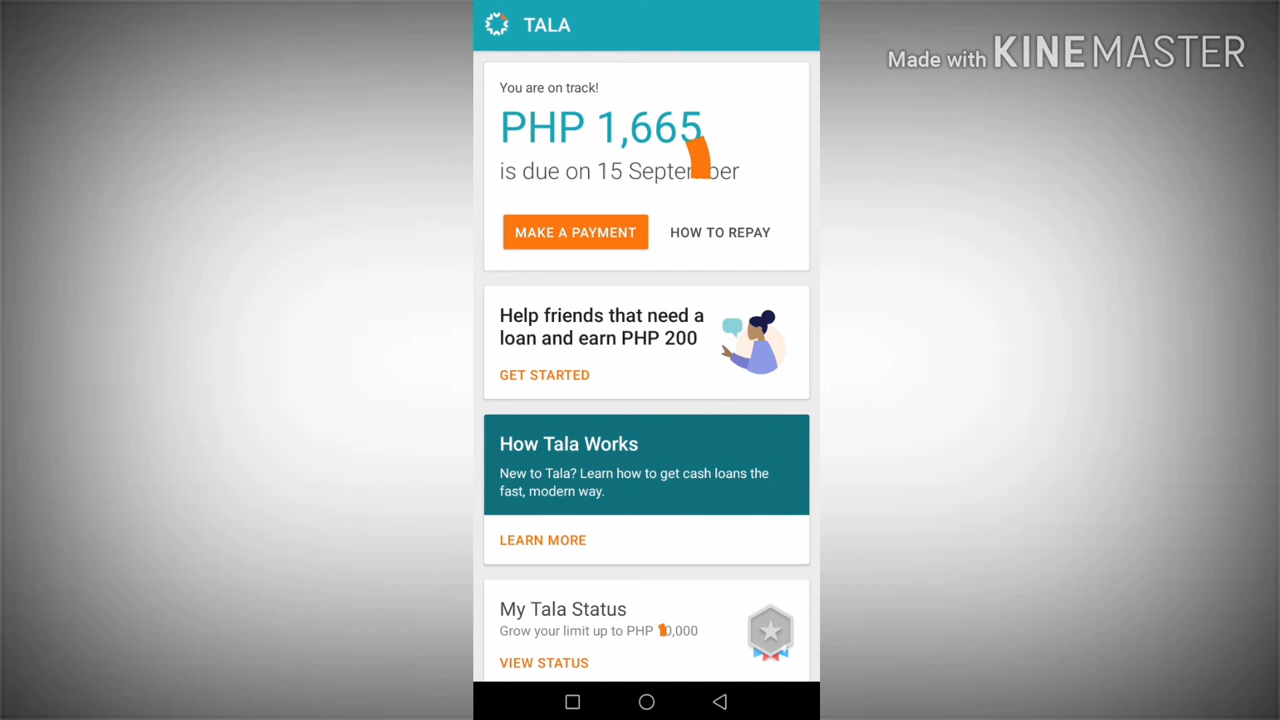 TALA
Made with KINEMASTER
You are on track!
PHP 1,665
is due on 15 September
MAKE A PAYMENT
HOW TO REPAY
Help friends that need a
loan and earn PHP 200
GET STARTED
How Tala Works
New to Tala? Learn how to get cash loans the
fast, modern way.
LEARN MORE
My Tala Status
Grow your limit up to PHP 10,000
VIEW STATUS